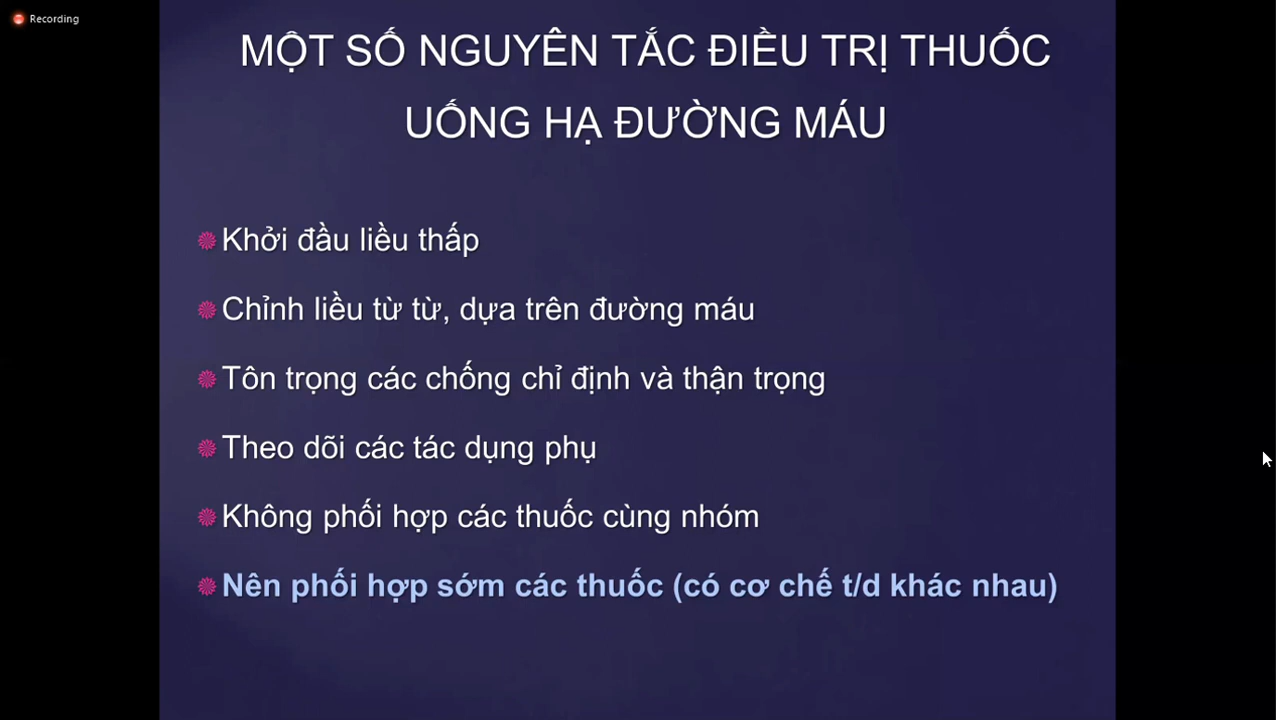 Recording
MỘT SỐ NGUYÊN TẮC ĐIỀU TRỊ THUỐC
UỐNG HẠ ĐƯỜNG MÁU
Khởi đầu liều thấp
Chỉnh liều từ từ, dựa trên đường máu
Tôn trọng các chống chỉ định và thận trọng
Theo dõi các tác dụng phụ
Không phối hợp các thuốc cùng nhóm
Nên phối hợp sớm các thuốc (có cơ chế t/d khác nhau)